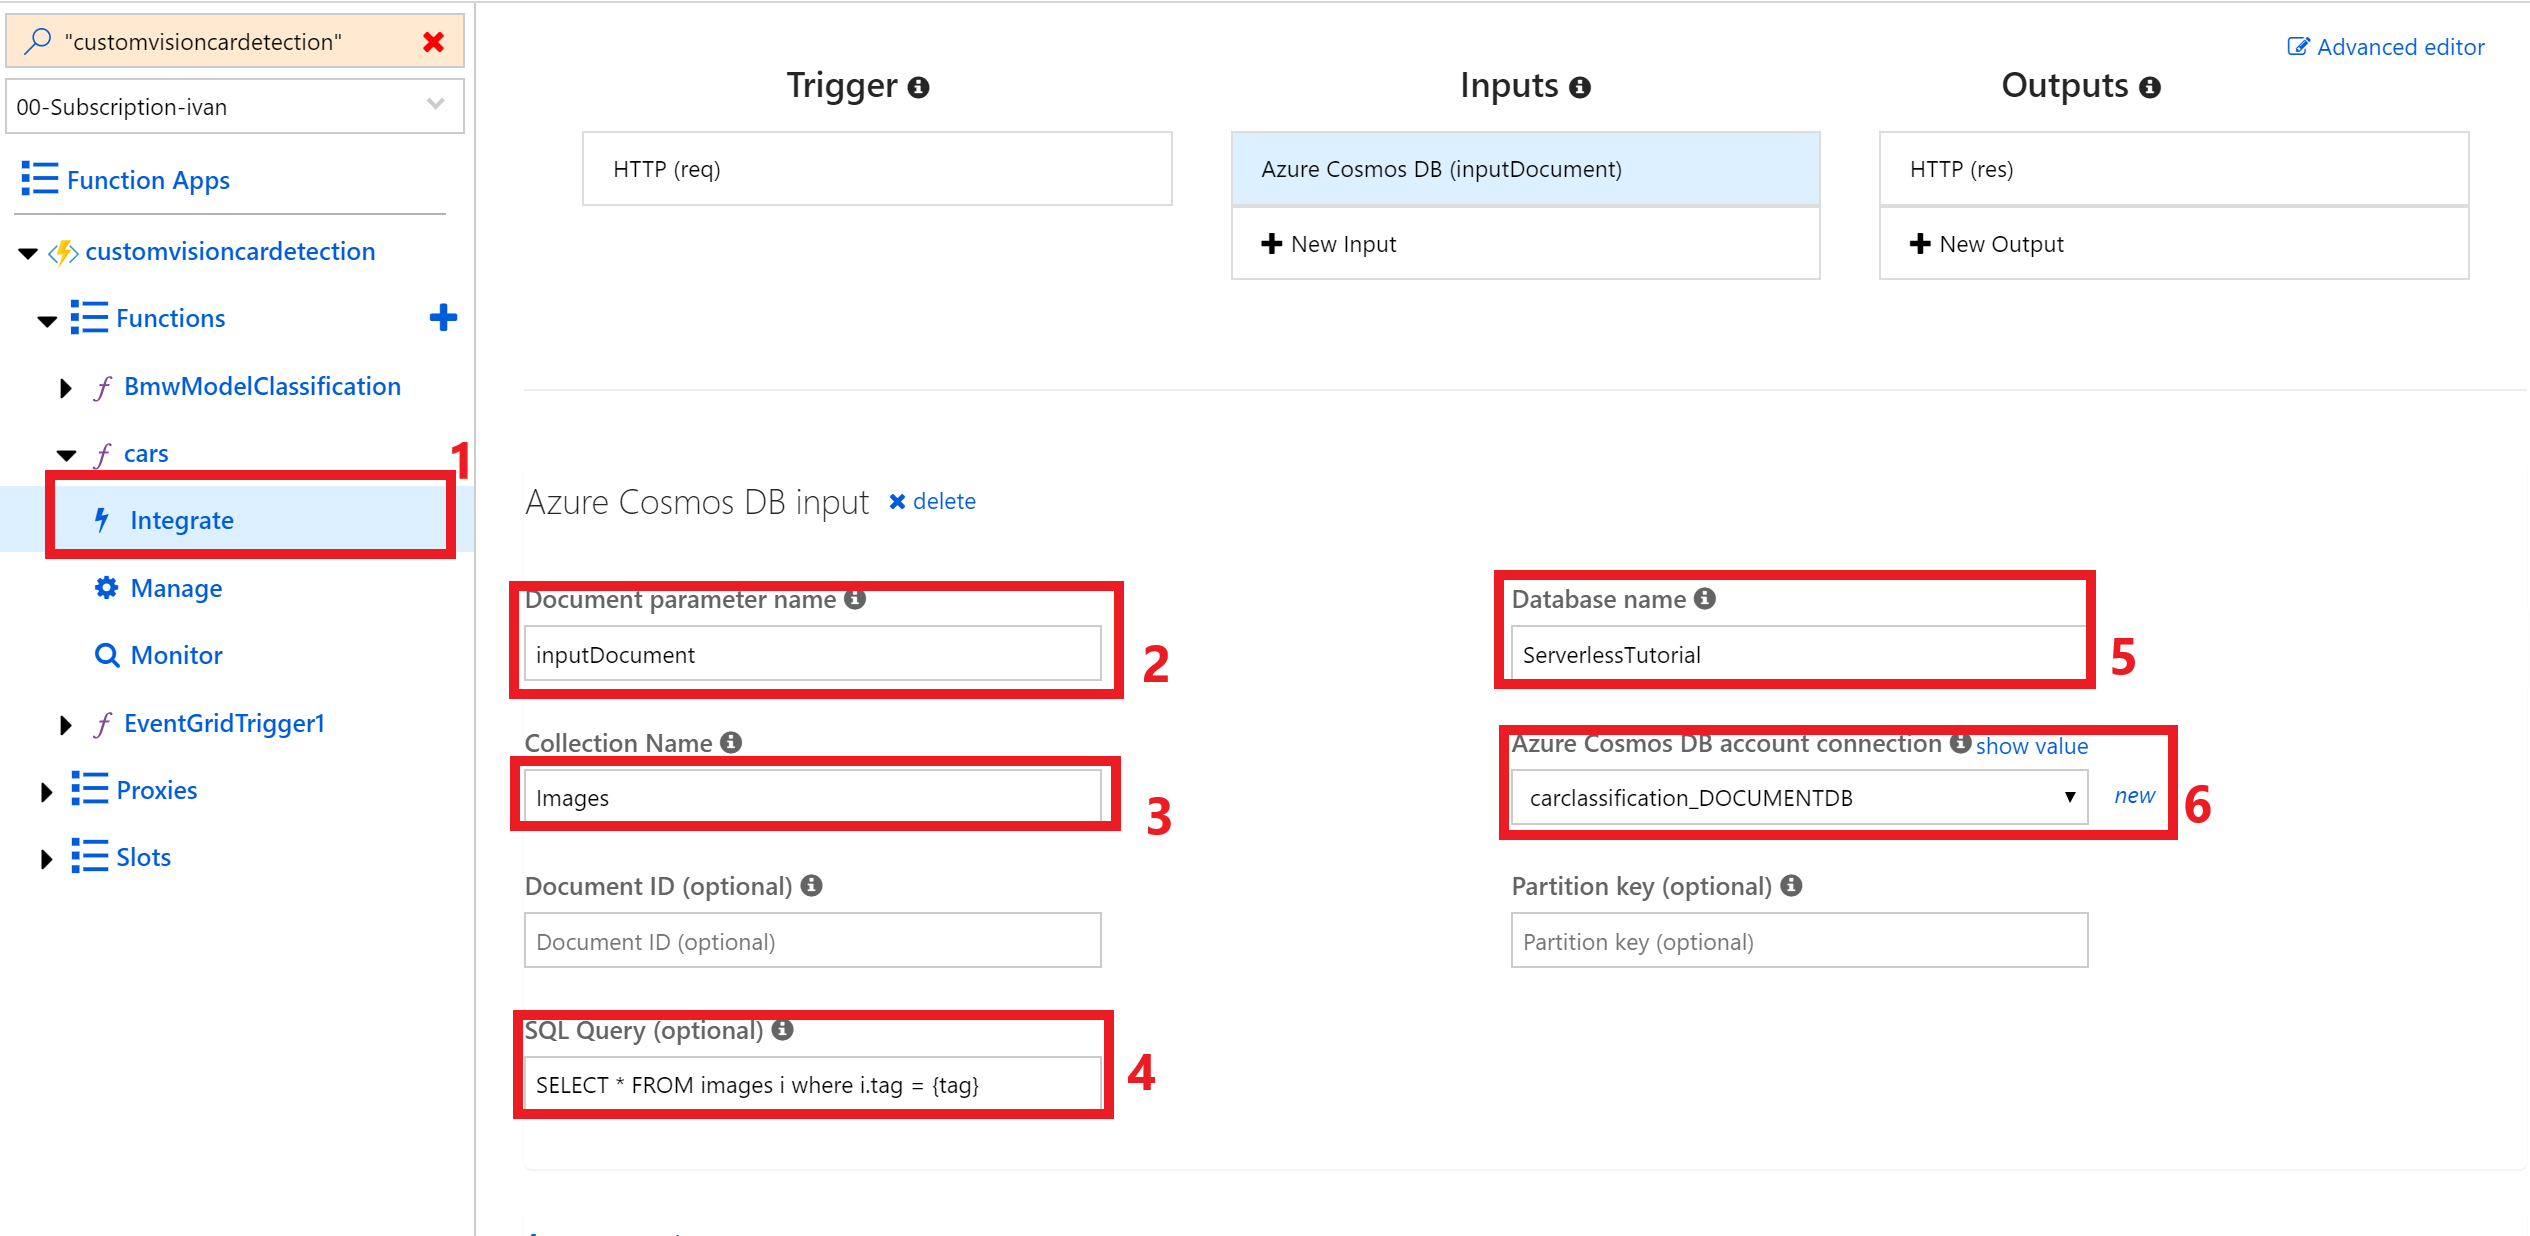 "customvisioncardetection"
00-Subscription-ivan
Function Apps
customvisioncardetection
Functions
BmwModelClassification
cars
1
Integrate
Manage
Monitor
EventGridTrigger1
Proxies
Slots
Advanced editor
Trigger
HTTP (req)
Inputs
Azure Cosmos DB (inputDocument)
New Input
Outputs
HTTP (res)
New Output
Azure Cosmos DB input delete
Document parameter name
inputDocument
2
Database name
ServerlessTutorial
5
Collection Name
Images
3
Azure Cosmos DB account connection show value
carclassification_DOCUMENTDB
new
6
Document ID (optional)
Document ID (optional)
Partition key (optional)
Partition key (optional)
SQL Query (optional)
SELECT * FROM images i where i.tag = {tag}
4